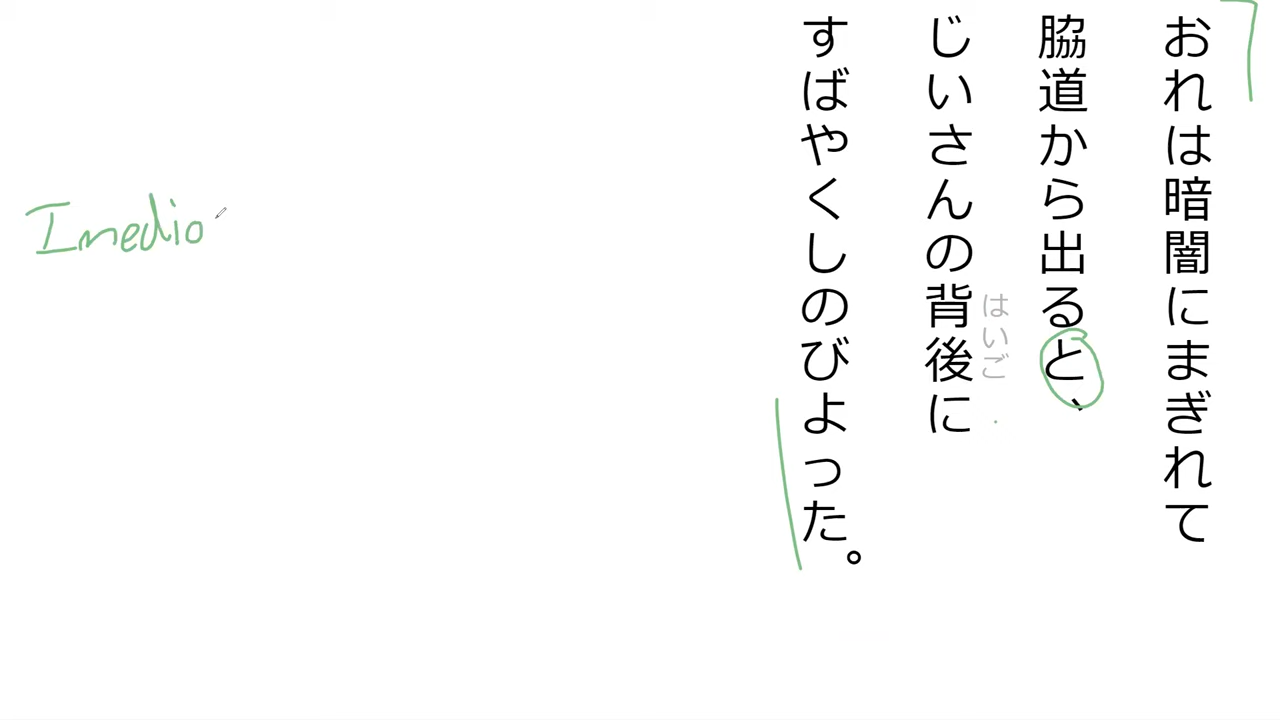 おれは暗闇にまぎれて
脇道から出ると、
じいさんの背後に
はいご
すばやくしのびよった。
Imedio